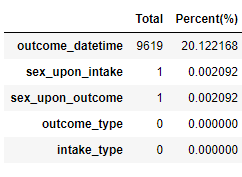 Total Percent(%)
outcome_datetime 9619 20.122168
sex_upon_intake 1 0.002092
sex_upon_outcome 1 0.002092
outcome_type 0 0.000000
intake_type 0 0.000000